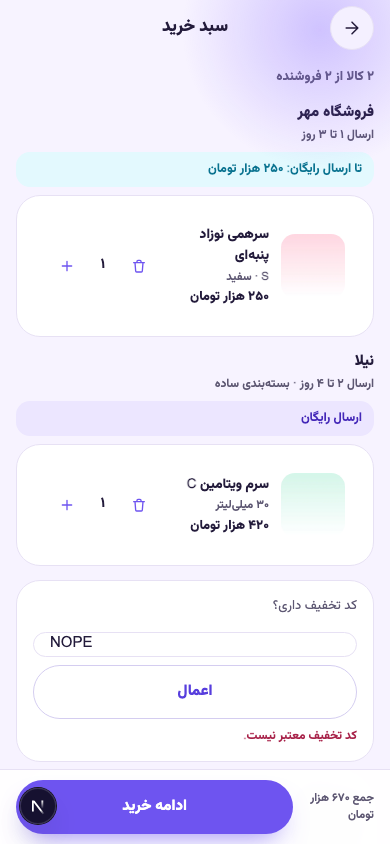 سبد خرید
۲ کالا از ۲ فروشنده
فروشگاه مهر
ارسال ۱ تا ۳ روز
تا ارسال رایگان: ۲۵۰ هزار تومان
سرهمی نوزاد
پنبه‌ای
S · سفید
۲۵۰ هزار تومان
۱
نیلا
ارسال ۲ تا ۴ روز · بسته‌بندی ساده
ارسال رایگان
سرم ویتامین C
۳۰ میلی‌لیتر
۴۲۰ هزار تومان
۱
کد تخفیف داری؟
NOPE
اعمال
کد تخفیف معتبر نیست.
جمع ۶۷۰ هزار
تومان
ادامه خرید
N